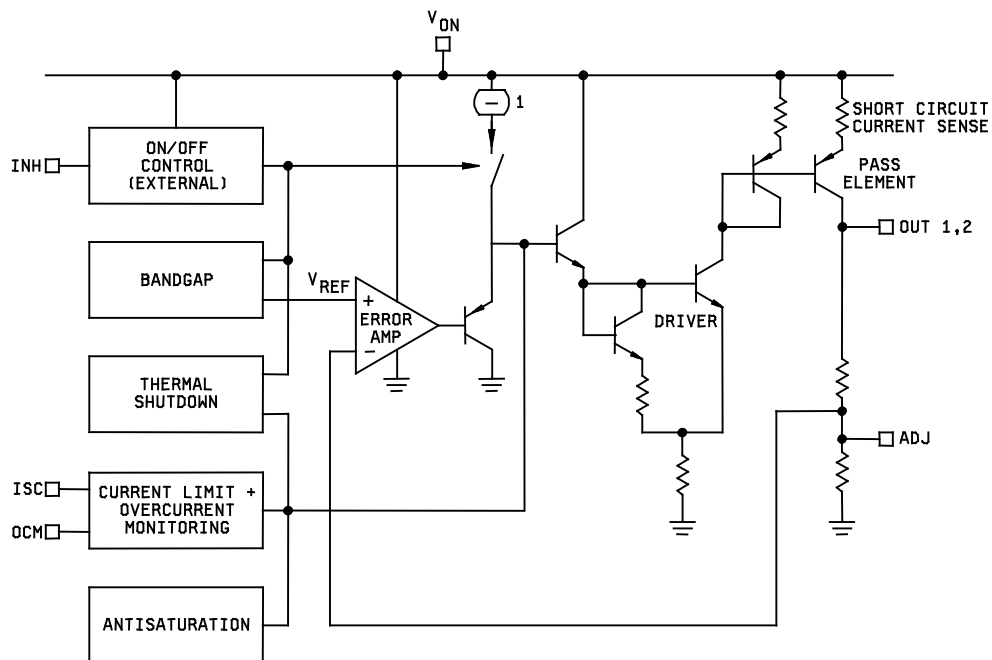 V ON
1
SHORT CIRCUIT
CURRENT SENSE
INH
ON/OFF
CONTROL
(EXTERNAL)
PASS
ELEMENT
OUT 1,2
BANDGAP
V REF
+
ERROR
AMP
−
DRIVER
THERMAL
SHUTDOWN
ADJ
ISC
OCM
CURRENT LIMIT +
OVERCURRENT
MONITORING
ANTISATURATION